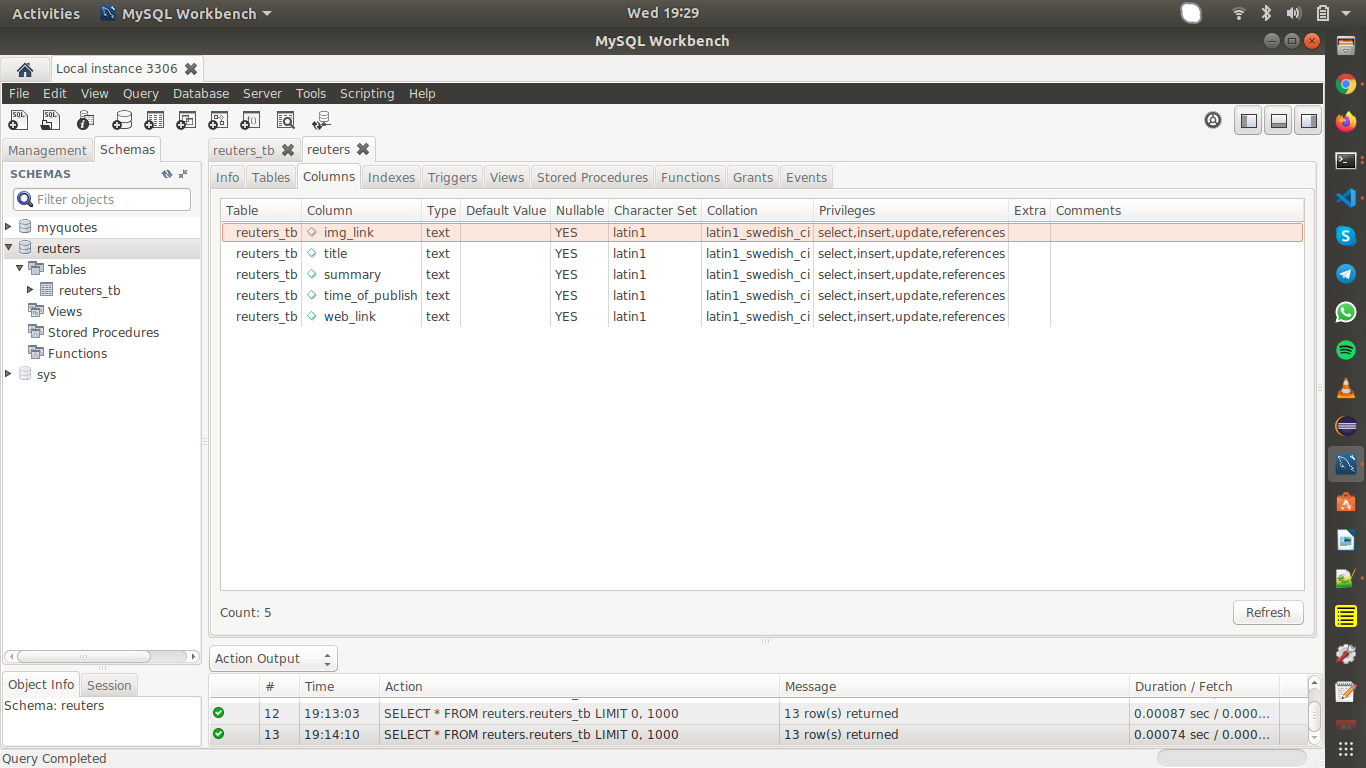 Activities MySQL Workbench Wed 19:29
MySQL Workbench
Local instance 3306
File Edit View Query Database Server Tools Scripting Help
Management Schemas
SCHEMAS
Filter objects
myquotes
reuters
Tables
reuters_tb
Views
Stored Procedures
Functions
sys
reuters_tb reuters
Info Tables Columns Indexes Triggers Views Stored Procedures Functions Grants Events
Table Column Type Default Value Nullable Character Set Collation Privileges Extra Comments
reuters_tb img_link text YES latin1 latin1_swedish_ci select,insert,update,references
reuters_tb title text YES latin1 latin1_swedish_ci select,insert,update,references
reuters_tb summary text YES latin1 latin1_swedish_ci select,insert,update,references
reuters_tb time_of_publish text YES latin1 latin1_swedish_ci select,insert,update,references
reuters_tb web_link text YES latin1 latin1_swedish_ci select,insert,update,references
Count: 5 Refresh
Action Output
# Time Action Message Duration / Fetch
12 19:13:03 SELECT * FROM reuters.reuters_tb LIMIT 0, 1000 13 row(s) returned 0.00087 sec / 0.000...
13 19:14:10 SELECT * FROM reuters.reuters_tb LIMIT 0, 1000 13 row(s) returned 0.00074 sec / 0.000...
Object Info Session
Schema: reuters
Query Completed